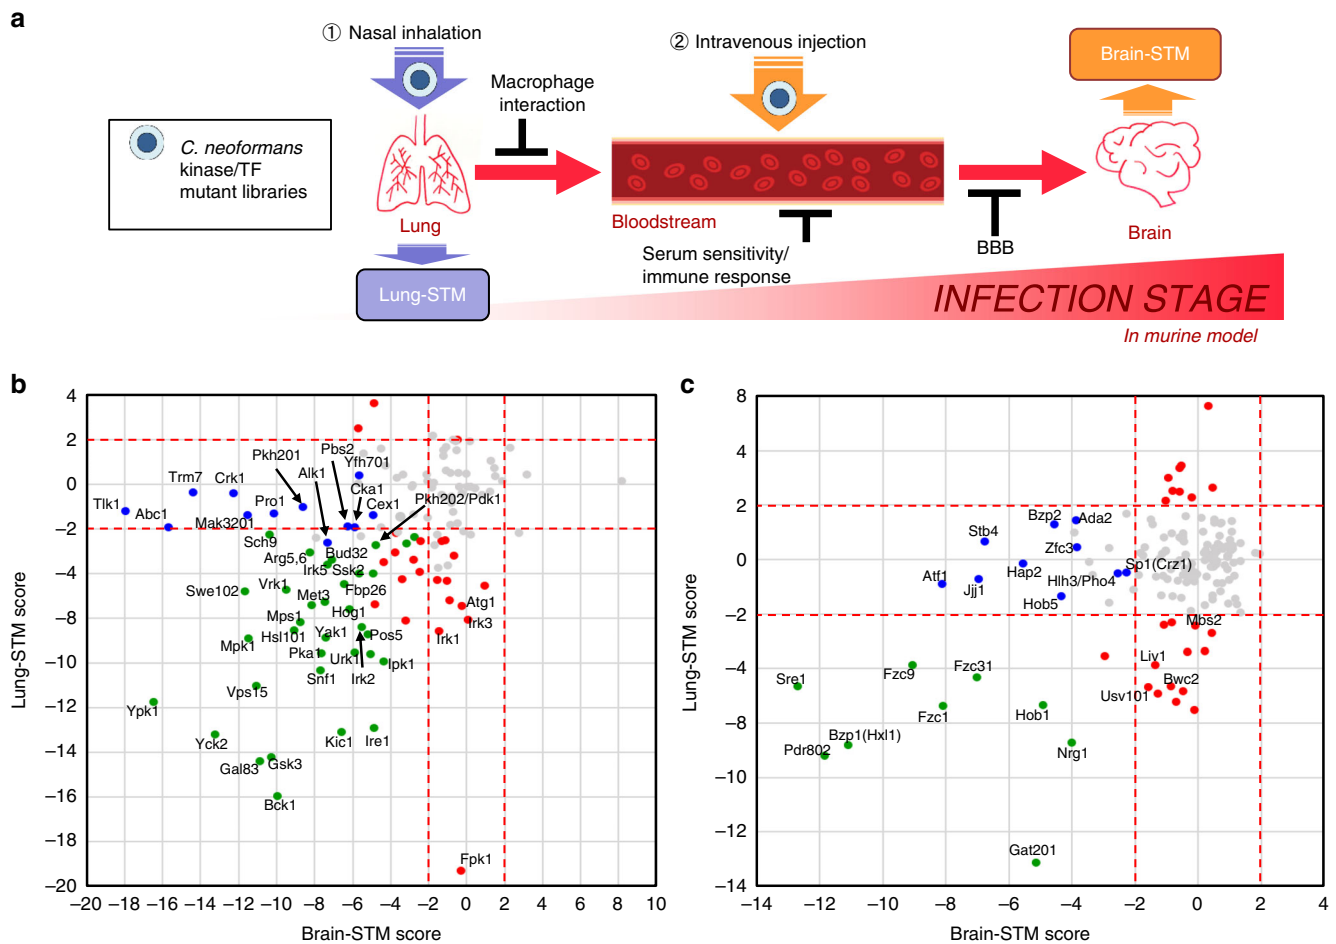 a
① Nasal inhalation
② Intravenous injection
Brain-STM
Macrophage
interaction
C. neoformans
kinase/TF
mutant libraries
Lung
Bloodstream
Brain
Serum sensitivity/
immune response
BBB
Lung-STM
INFECTION STAGE
In murine model
b
Lung-STM score
4
2
0
−2
−4
−6
−8
−10
−12
−14
−16
−18
−20
Pbs2
Pkh201
Alk1
Yfh701
Trm7
Crk1
Cka1
Tlk1
Abc1
Pro1
Cex1
Pkh202/Pdk1
Mak3201
Sch9
Arg5,6
Bud32
Irk5
Ssk2
Swe102
Vrk1
Met3
Fbp26
Atg1
Mps1
Hog1
Irk3
Mpk1
Hsl101
Yak1
Pos5
Irk1
Pka1
Urk1
Ipk1
Snf1
Irk2
Vps15
Ypk1
Yck2
Kic1
Ire1
Gal83
Gsk3
Bck1
Fpk1
−20 −18 −16 −14 −12 −10 −8 −6 −4 −2 0 2 4 6 8 10
Brain-STM score
c
Lung-STM score
8
4
2
0
−2
−4
−6
−8
−10
−12
−14
Bzp2
Ada2
Stb4
Zfc3
Sp1(Crz1)
Atf1
Jjj1
Hap2
Hlh3/Pho4
Hob5
Mbs2
Liv1
Fzc9
Fzc31
Sre1
Bwc2
Usv101
Fzc1
Hob1
Bzp1(Hxl1)
Pdr802
Nrg1
Gat201
−14 −12 −10 −8 −6 −4 −2 0 2 4
Brain-STM score